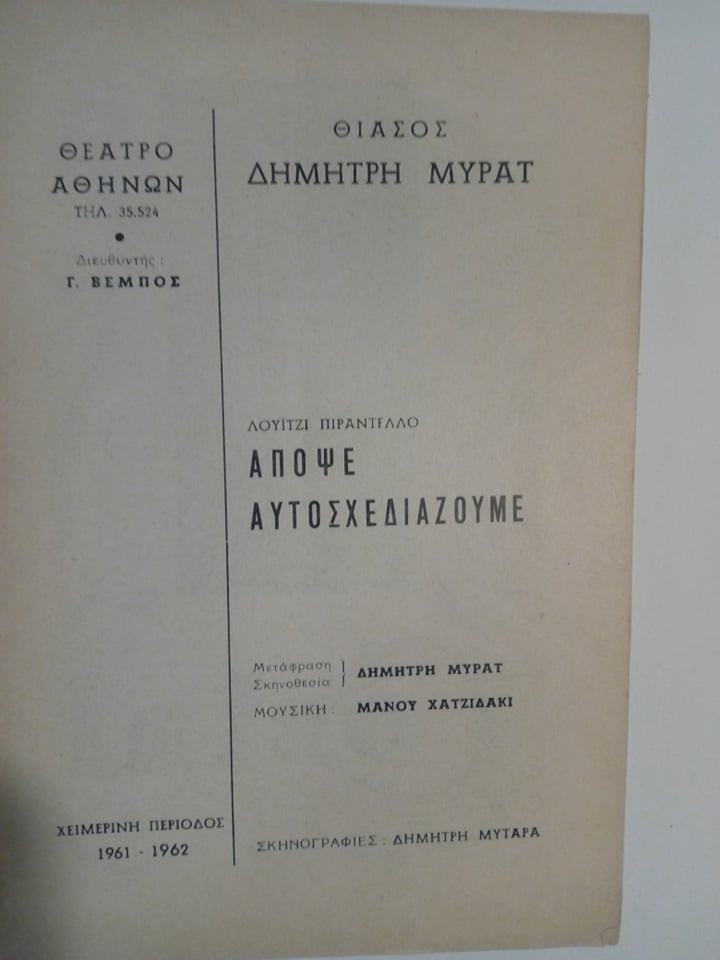 ΘΕΑΤΡΟ
ΑΘΗΝΩΝ
ΤΗΛ. 35.524
Διευθυντής :
Γ. ΒΕΜΠΟΣ
ΘΙΑΣΟΣ
ΔΗΜΗΤΡΗ ΜΥΡΑΤ
ΛΟΥΪΤΖΙ ΠΙΡΑΝΤΕΛΛΟ
ΑΠΟΨΕ
ΑΥΤΟΣΧΕΔΙΑΖΟΥΜΕ
Μετάφραση } ΔΗΜΗΤΡΗ ΜΥΡΑΤ
Σκηνοθεσία
ΜΟΥΣΙΚΗ : ΜΑΝΟΥ ΧΑΤΖΙΔΑΚΙ
ΧΕΙΜΕΡΙΝΗ ΠΕΡΙΟΔΟΣ
1961 - 1962
ΣΚΗΝΟΓΡΑΦΙΕΣ : ΔΗΜΗΤΡΗ ΜΥΤΑΡΑ